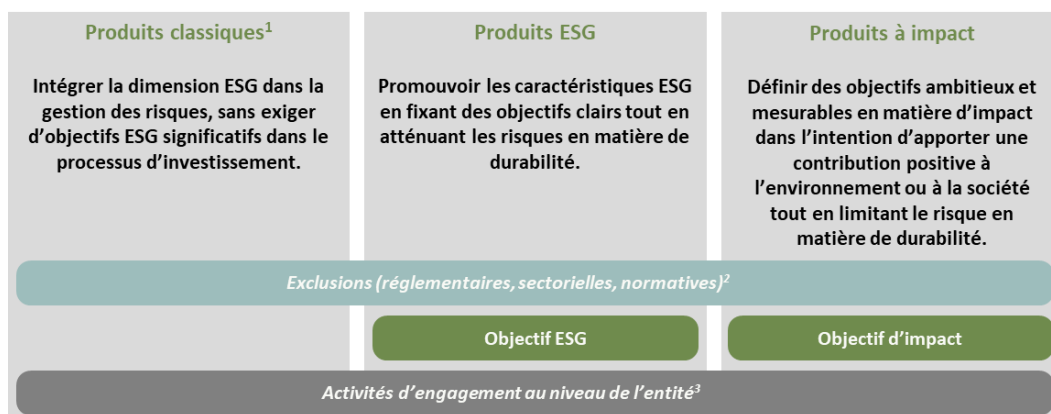 Produits classiques¹
Intégrer la dimension ESG dans la
gestion des risques, sans exiger
d’objectifs ESG significatifs dans le
processus d’investissement.
Produits ESG
Promouvoir les caractéristiques ESG
en fixant des objectifs clairs tout en
atténuant les risques en matière de
durabilité.
Produits à impact
Définir des objectifs ambitieux et
mesurables en matière d’impact
dans l’intention d’apporter une
contribution positive à
l’environnement ou à la société
tout en limitant le risque en
matière de durabilité.
Exclusions (réglementaires, sectorielles, normatives)²
Objectif ESG
Objectif d’impact
Activités d’engagement au niveau de l’entité³